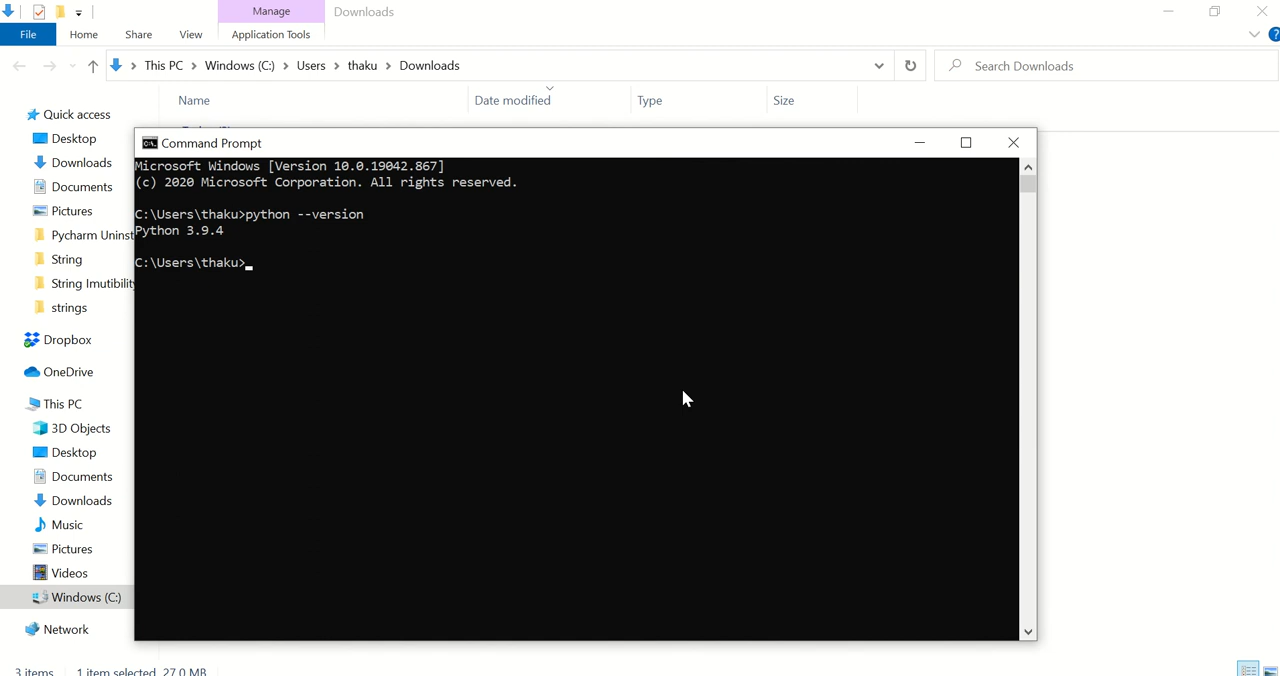 Manage
Downloads
File
Home
Share
View
Application Tools
This PC > Windows (C:) > Users > thaku > Downloads
Search Downloads
Name
Date modified
Type
Size
Quick access
Desktop
Downloads
Documents
Pictures
Pycharm Uninst
String
String Imutibility
strings
Dropbox
OneDrive
This PC
3D Objects
Desktop
Documents
Downloads
Music
Pictures
Videos
Windows (C:)
Network
3 items
1 item selected 27.0 MB
Command Prompt
Microsoft Windows [Version 10.0.19042.867]
(c) 2020 Microsoft Corporation. All rights reserved.
C:\Users\thaku>python --version
Python 3.9.4
C:\Users\thaku>